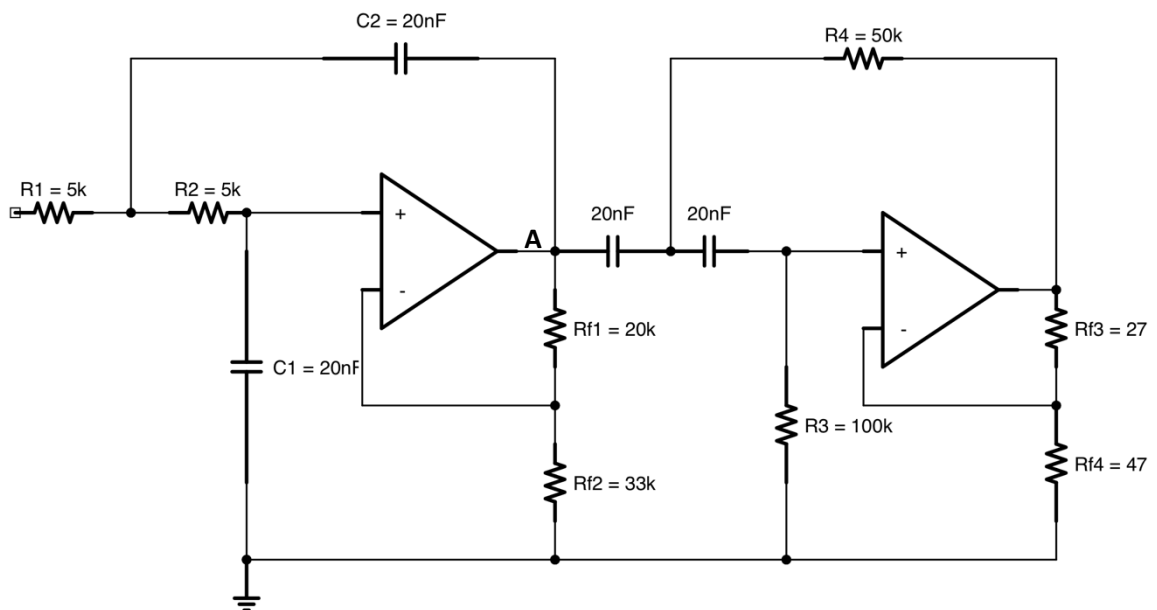 C2 = 20nF
R4 = 50k
R1 = 5k
R2 = 5k
+
A
20nF
20nF
+
-
Rf1 = 20k
-
Rf3 = 27
C1 = 20nF
R3 = 100k
Rf4 = 47
Rf2 = 33k